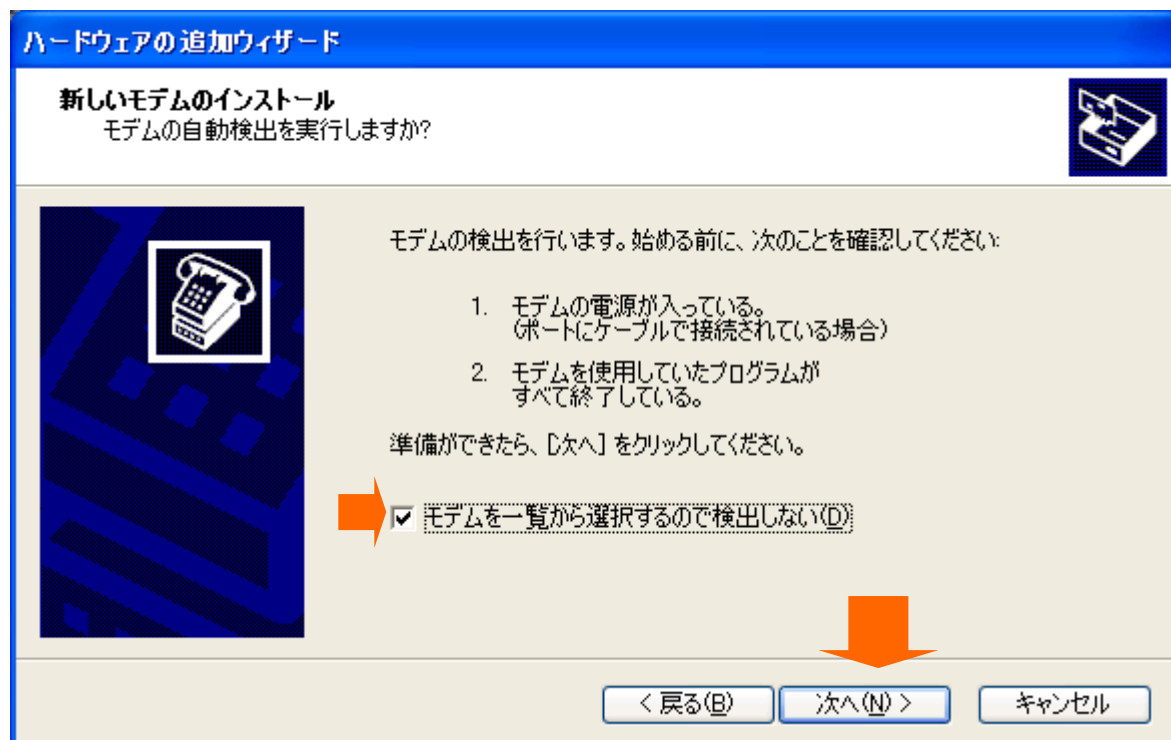 ハードウェアの追加ウィザード
新しいモデムのインストール
モデムの自動検出を実行しますか?
モデムの検出を行います。始める前に、次のことを確認してください:
1. モデムの電源が入っている。
(ポートにケーブルで接続されている場合)
2. モデムを使用していたプログラムが
すべて終了している。
準備ができたら、[次へ] をクリックしてください。
モデムを一覧から選択するので検出しない(D)
< 戻る(B)
次へ(N) >
キャンセル